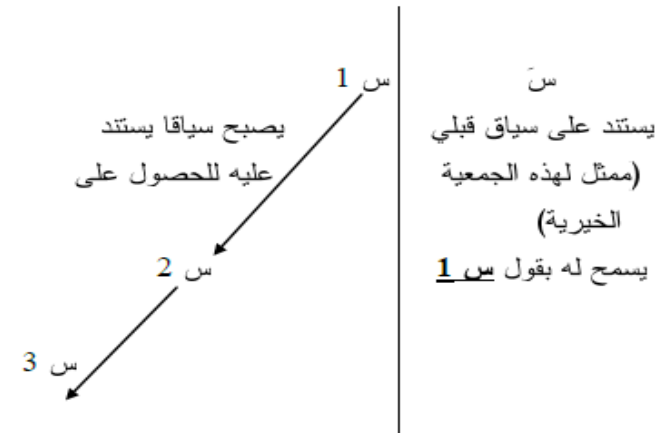 سَ
يستند على سياق قبلي
(ممثل لهذه الجمعية
الخيرية)
يسمح له بقول س 1
س 1
يصبح سياقا يستند
عليه للحصول على
س 2
س 3